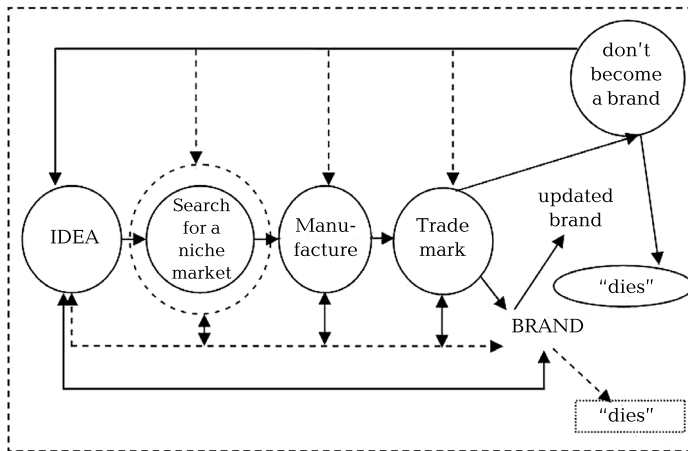 don't
become
a brand
IDEA
Search
for a
niche
market
Manu-
facture
Trade
mark
updated
brand
“dies”
BRAND
“dies”